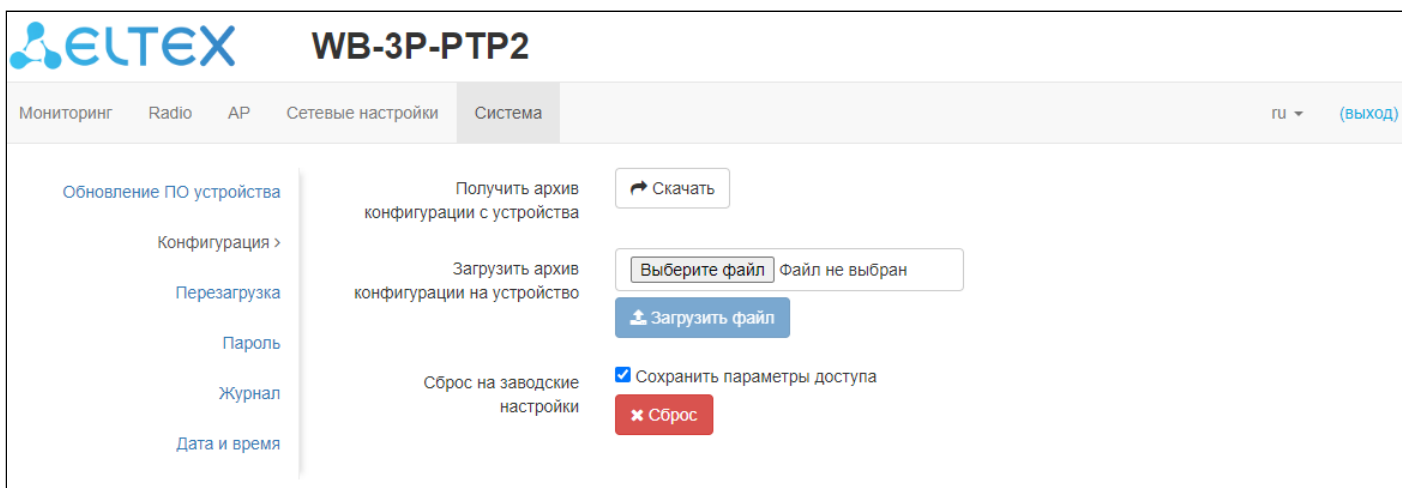 ELTEX WB-3P-PTP2
Мониторинг Radio AP Сетевые настройки Система ru (выход)
Обновление ПО устройства
Конфигурация >
Перезагрузка
Пароль
Журнал
Дата и время
Получить архив
конфигурации с устройства
Скачать
Загрузить архив
конфигурации на устройство
Выберите файл Файл не выбран
Загрузить файл
Сброс на заводские
настройки
Сохранить параметры доступа
Сброс